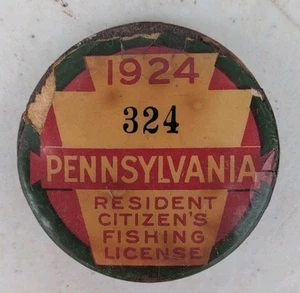 1924
324
PENNSYLVANIA
RESIDENT
CITIZEN'S
FISHING
LICENSE